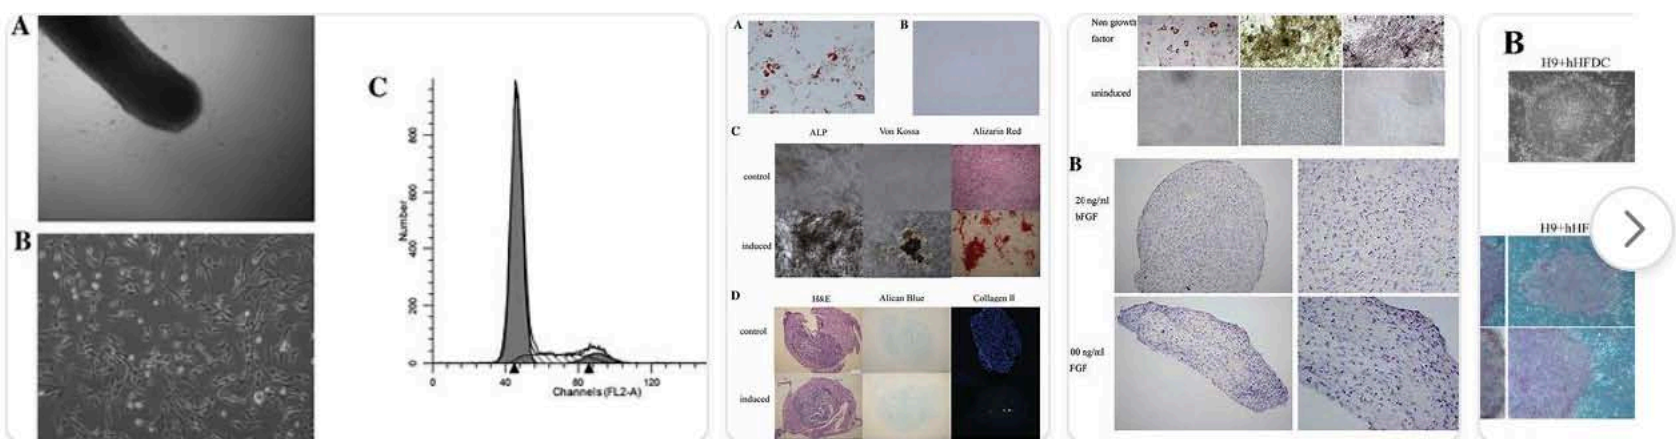 A
B
C
Number
800
600
400
200
0
0
40
80
120
Channels (FL2-A)
A
B
C
ALP
Von Kossa
Alizarin Red
control
induced
D
H&E
Alican Blue
Collagen II
control
induced
Non growth
factor
uninduced
B
20 ng/ml
bFGF
00 ng/ml
FGF
B
H9+hHFDC
H9+hHF